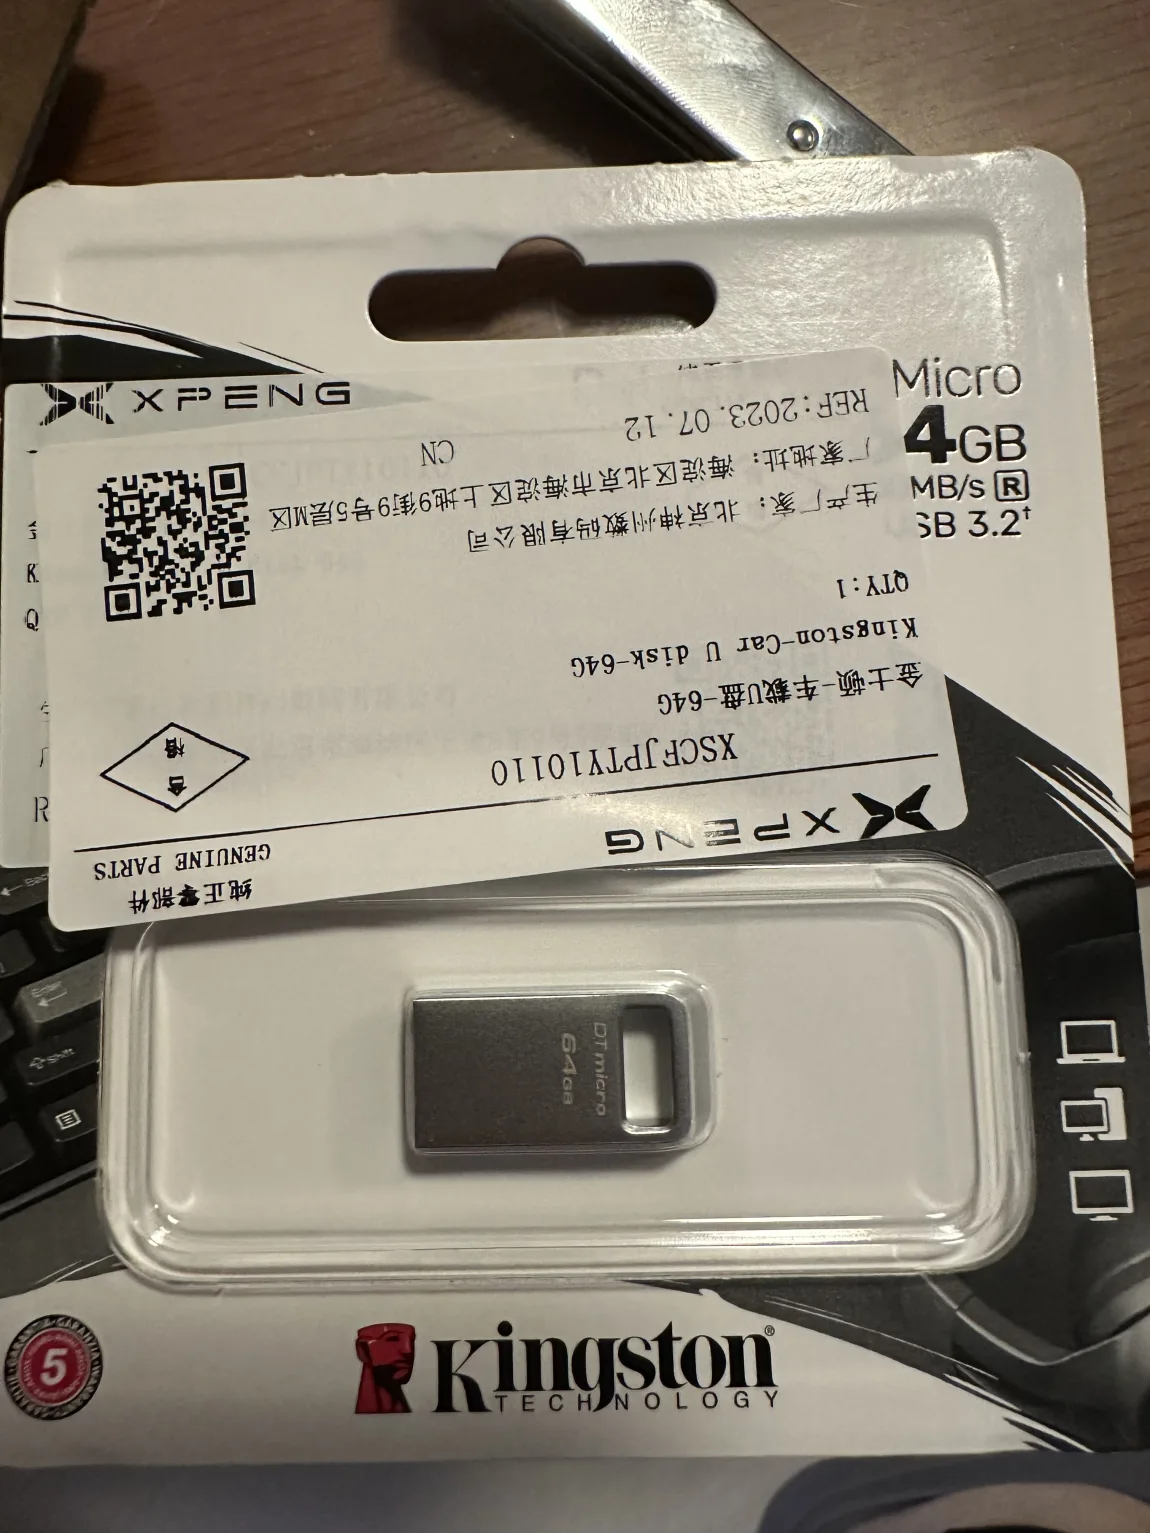 Micro
4GB
MB/s R
SB 3.2†
XPENG
XPENG
纯正零部件
GENUINE PARTS
XSCFJPTY10110
合格
金士顿-车载U盘-64G
Kingston-Car U disk-64G
QTY:1
生产厂家: 北京神州数码有限公司
厂家地址: 海淀区北京市海淀区上地9街9号5层M区
REF:2023.07.12
CN
DTmicro
64GB
Shift
5
Kingston®
TECHNOLOGY